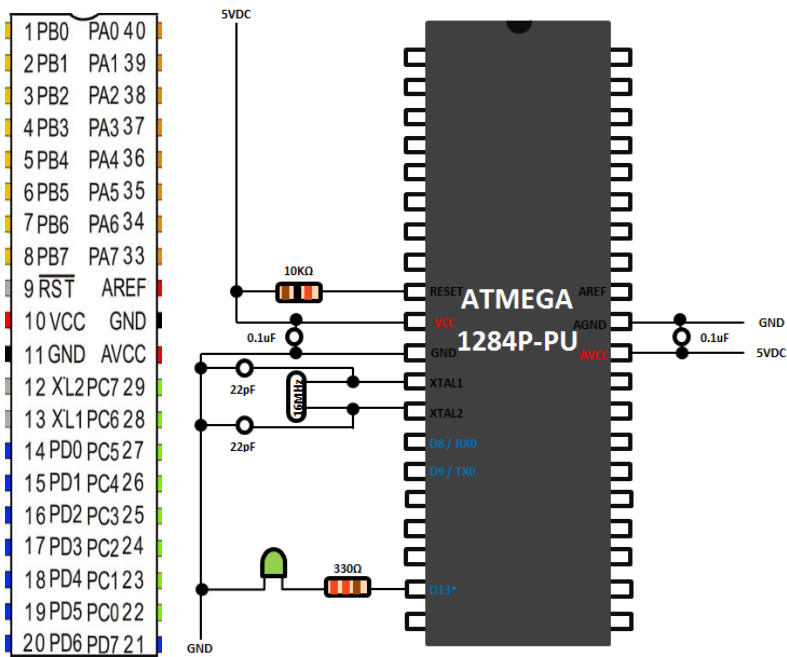 1 PB0 PA0 40
2 PB1 PA1 39
3 PB2 PA2 38
4 PB3 PA3 37
5 PB4 PA4 36
6 PB5 PA5 35
7 PB6 PA6 34
8 PB7 PA7 33
9 RST AREF
10 VCC GND
11 GND AVCC
12 X'L2 PC7 29
13 X'L1 PC6 28
14 PD0 PC5 27
15 PD1 PC4 26
16 PD2 PC3 25
17 PD3 PC2 24
18 PD4 PC1 23
19 PD5 PC0 22
20 PD6 PD7 21
5VDC
10KΩ
RESET
ATMEGA
AREF
VCC
AGND
GND
0.1uF
1284P-PU
0.1uF
GND
AVCC
5VDC
22pF
16MHz
XTAL1
XTAL2
22pF
D8 / RX0
D9 / TX0
330Ω
D13*
GND